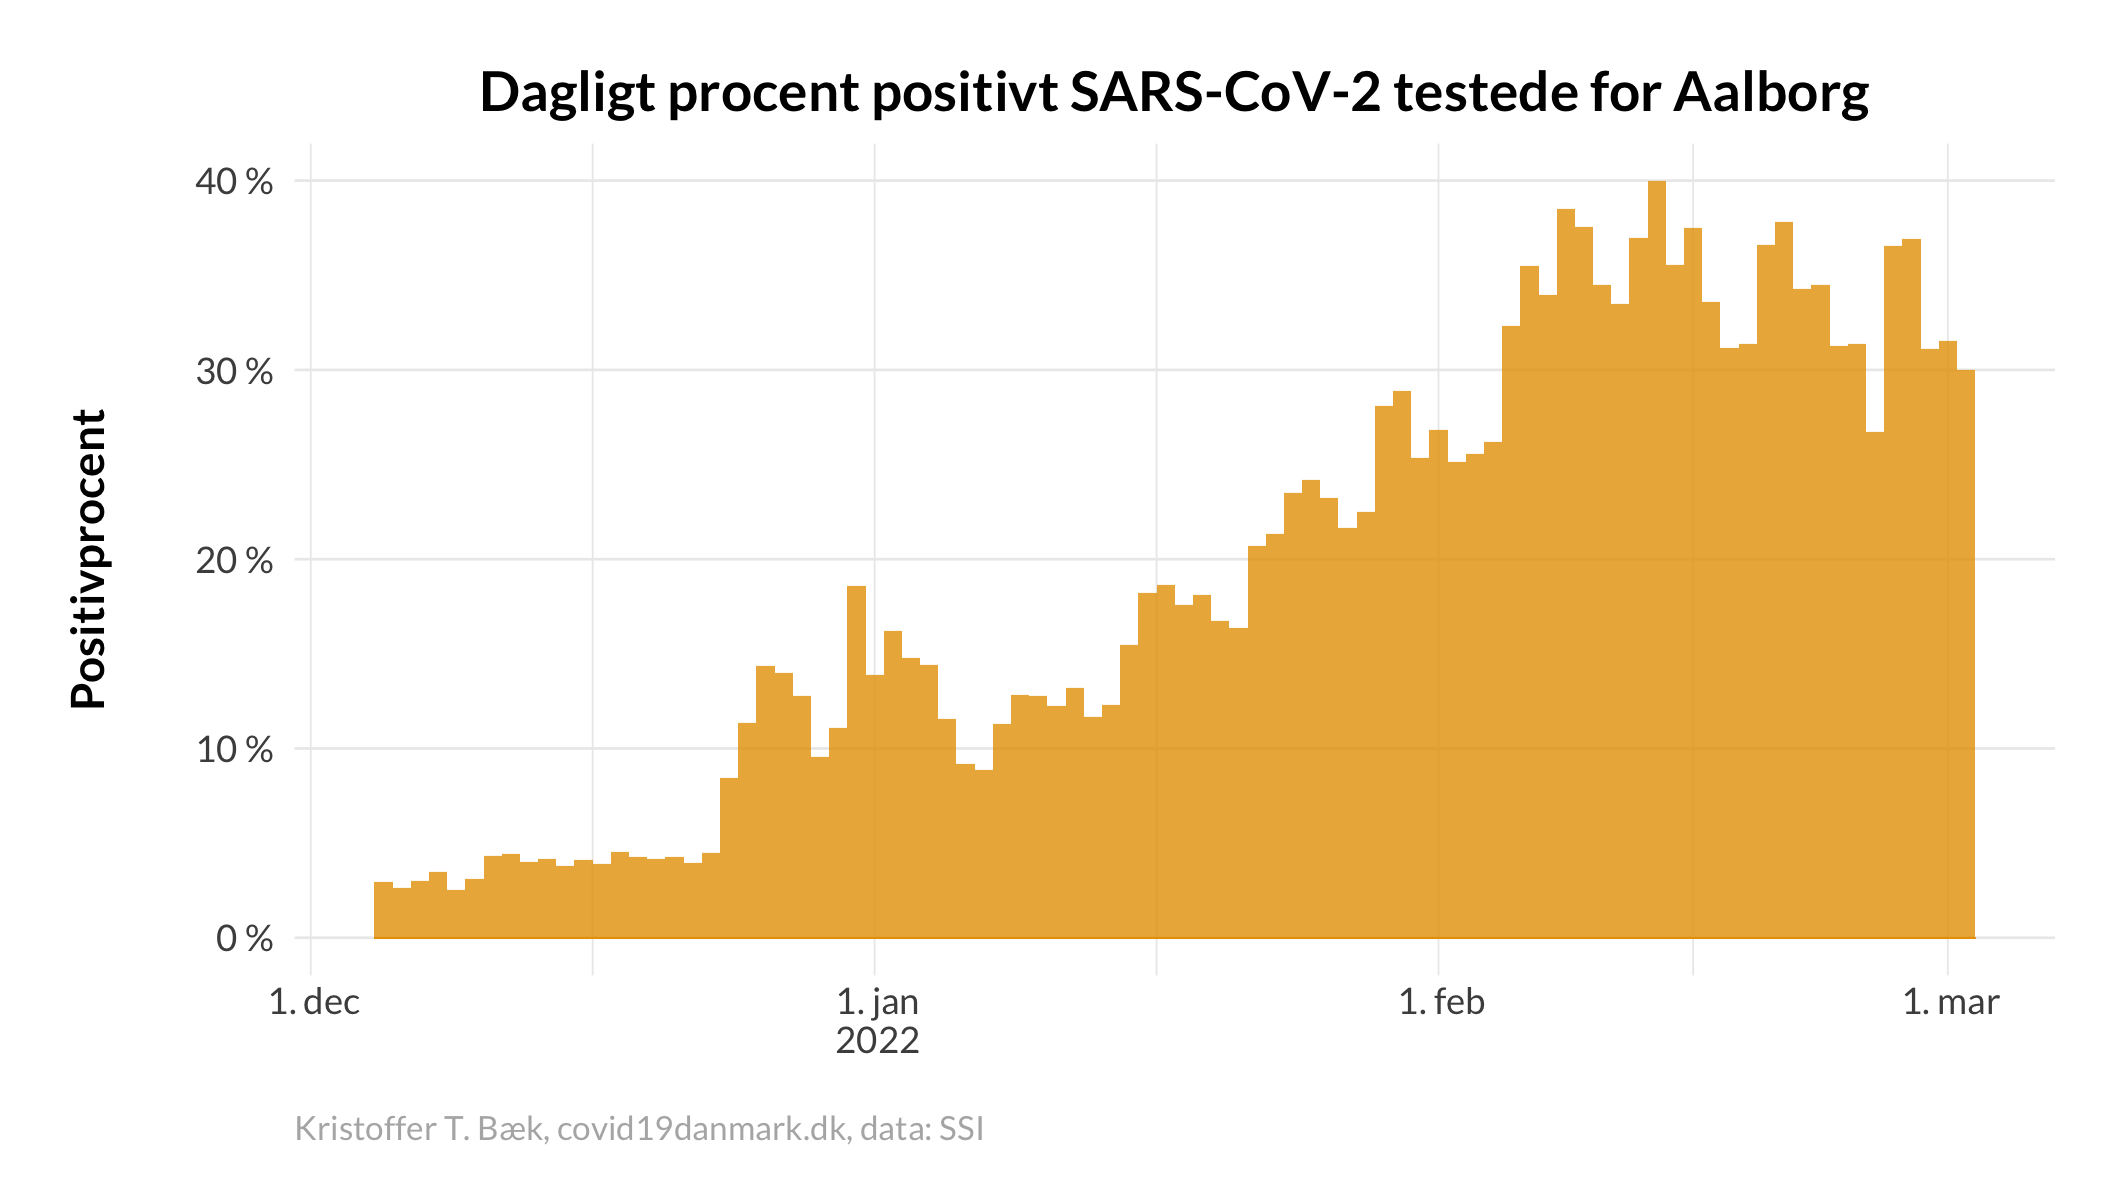 Dagligt procent positivt SARS-CoV-2 testede for Aalborg
Positivprocent
40 %
30 %
20 %
10 %
0 %
1. dec
1. jan
2022
1. feb
1. mar
Kristoffer T. Bæk, covid19danmark.dk, data: SSI